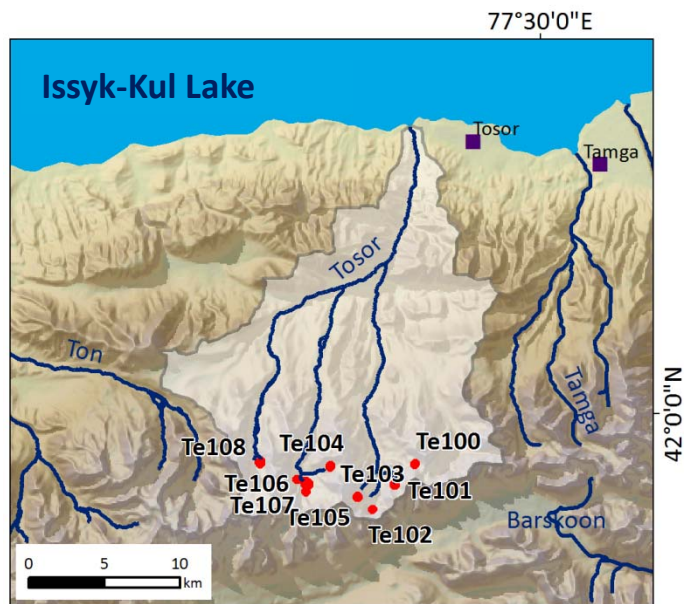 77°30'0"E
Issyk-Kul Lake
Tosor
Tamga
Tosor
Ton
Tamga
42°0'0"N
Te108
Te104
Te100
Te106
Te103
Te101
Te107
Te105
Te102
Barskoon
0 5 10
km